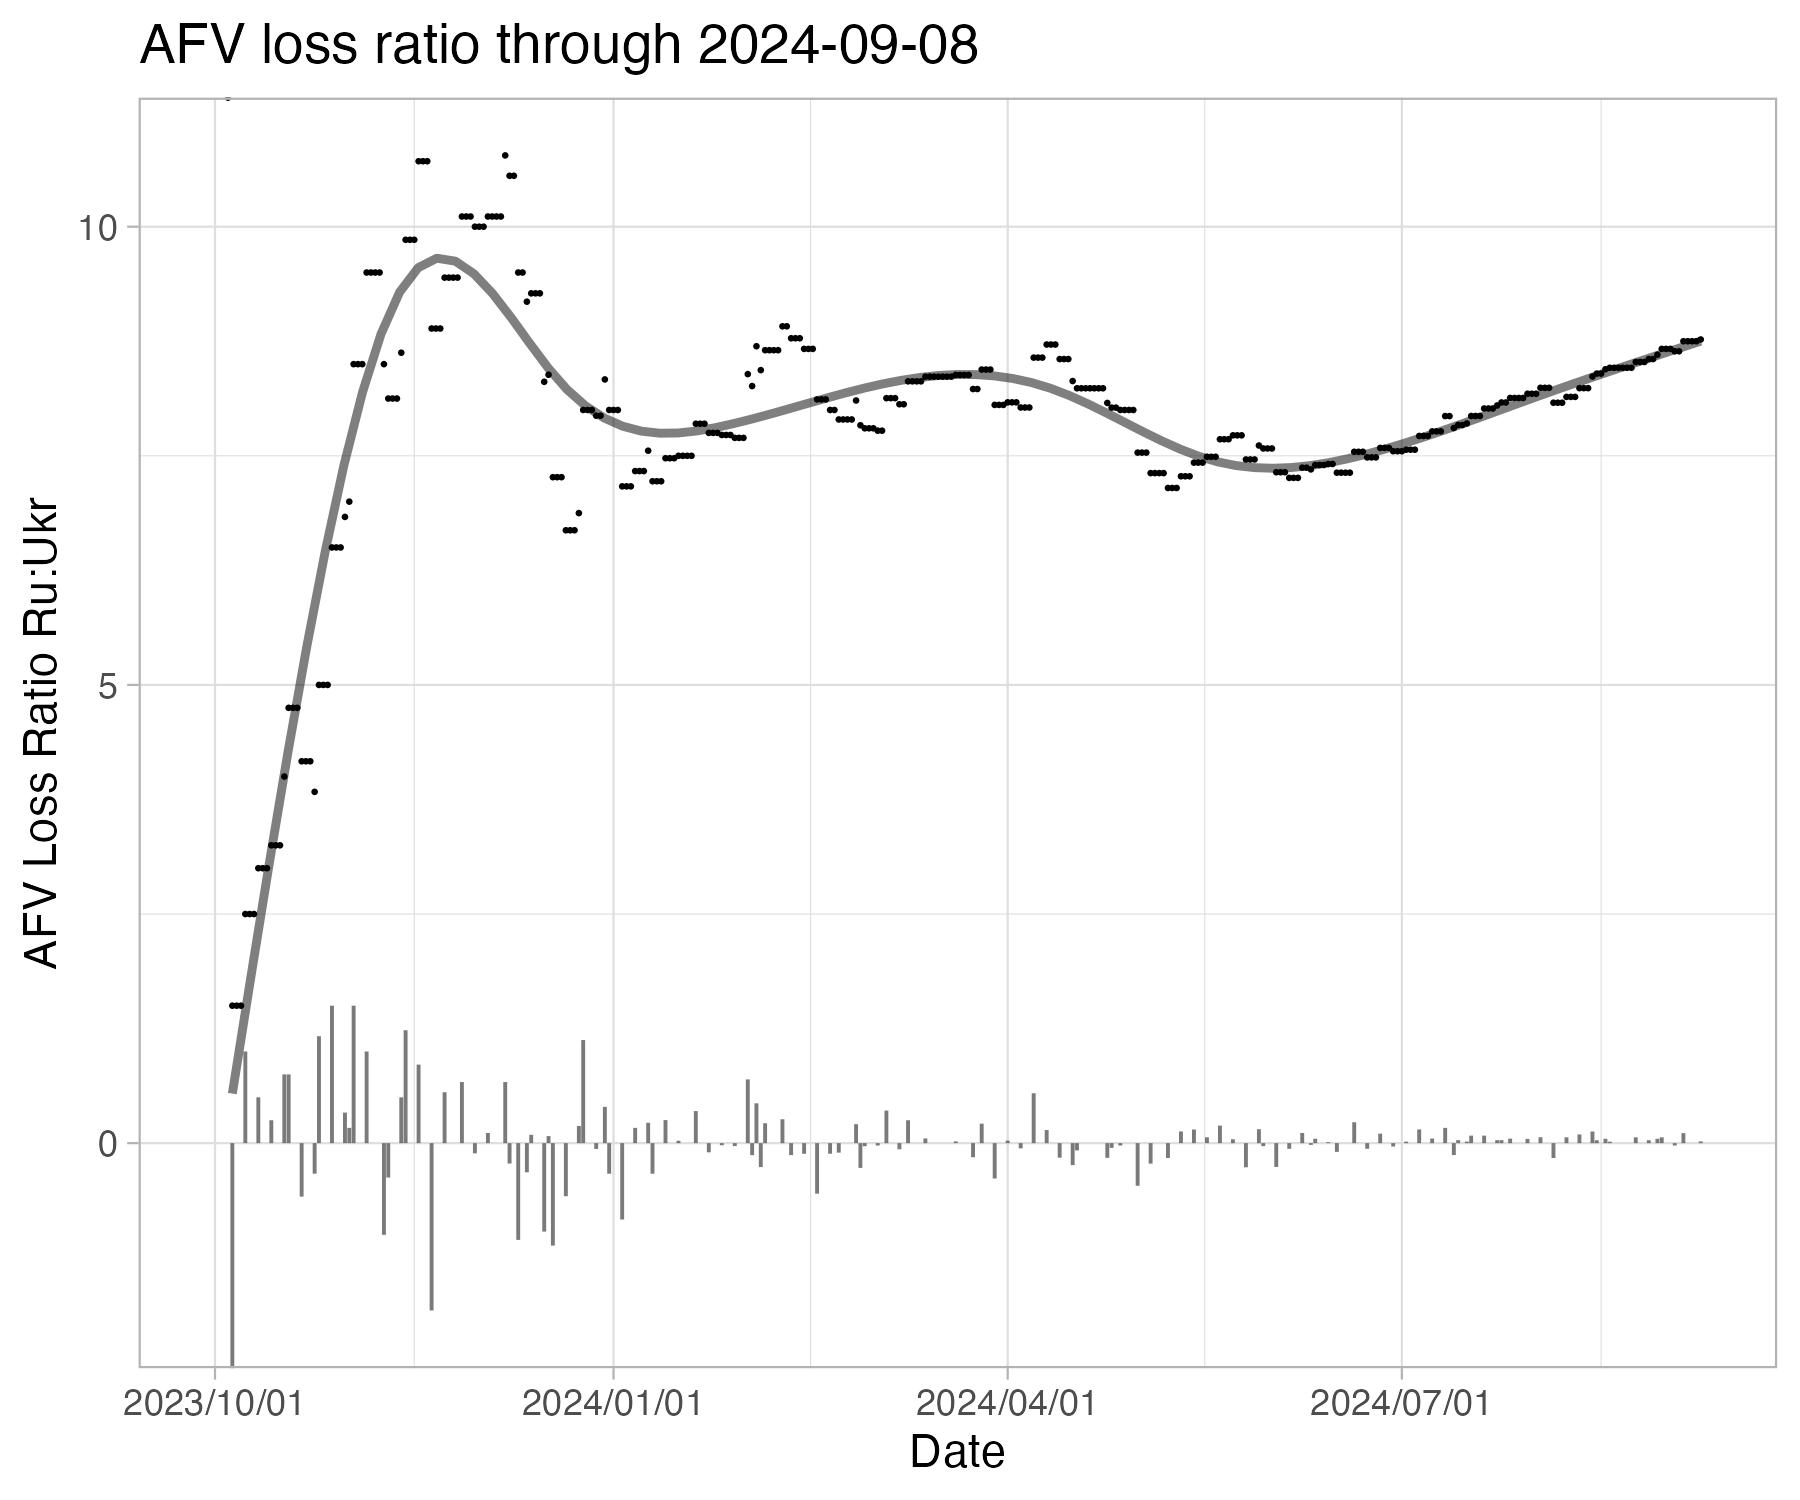 AFV loss ratio through 2024-09-08
AFV Loss Ratio Ru:Ukr
10
5
0
2023/10/01 2024/01/01 2024/04/01 2024/07/01
Date